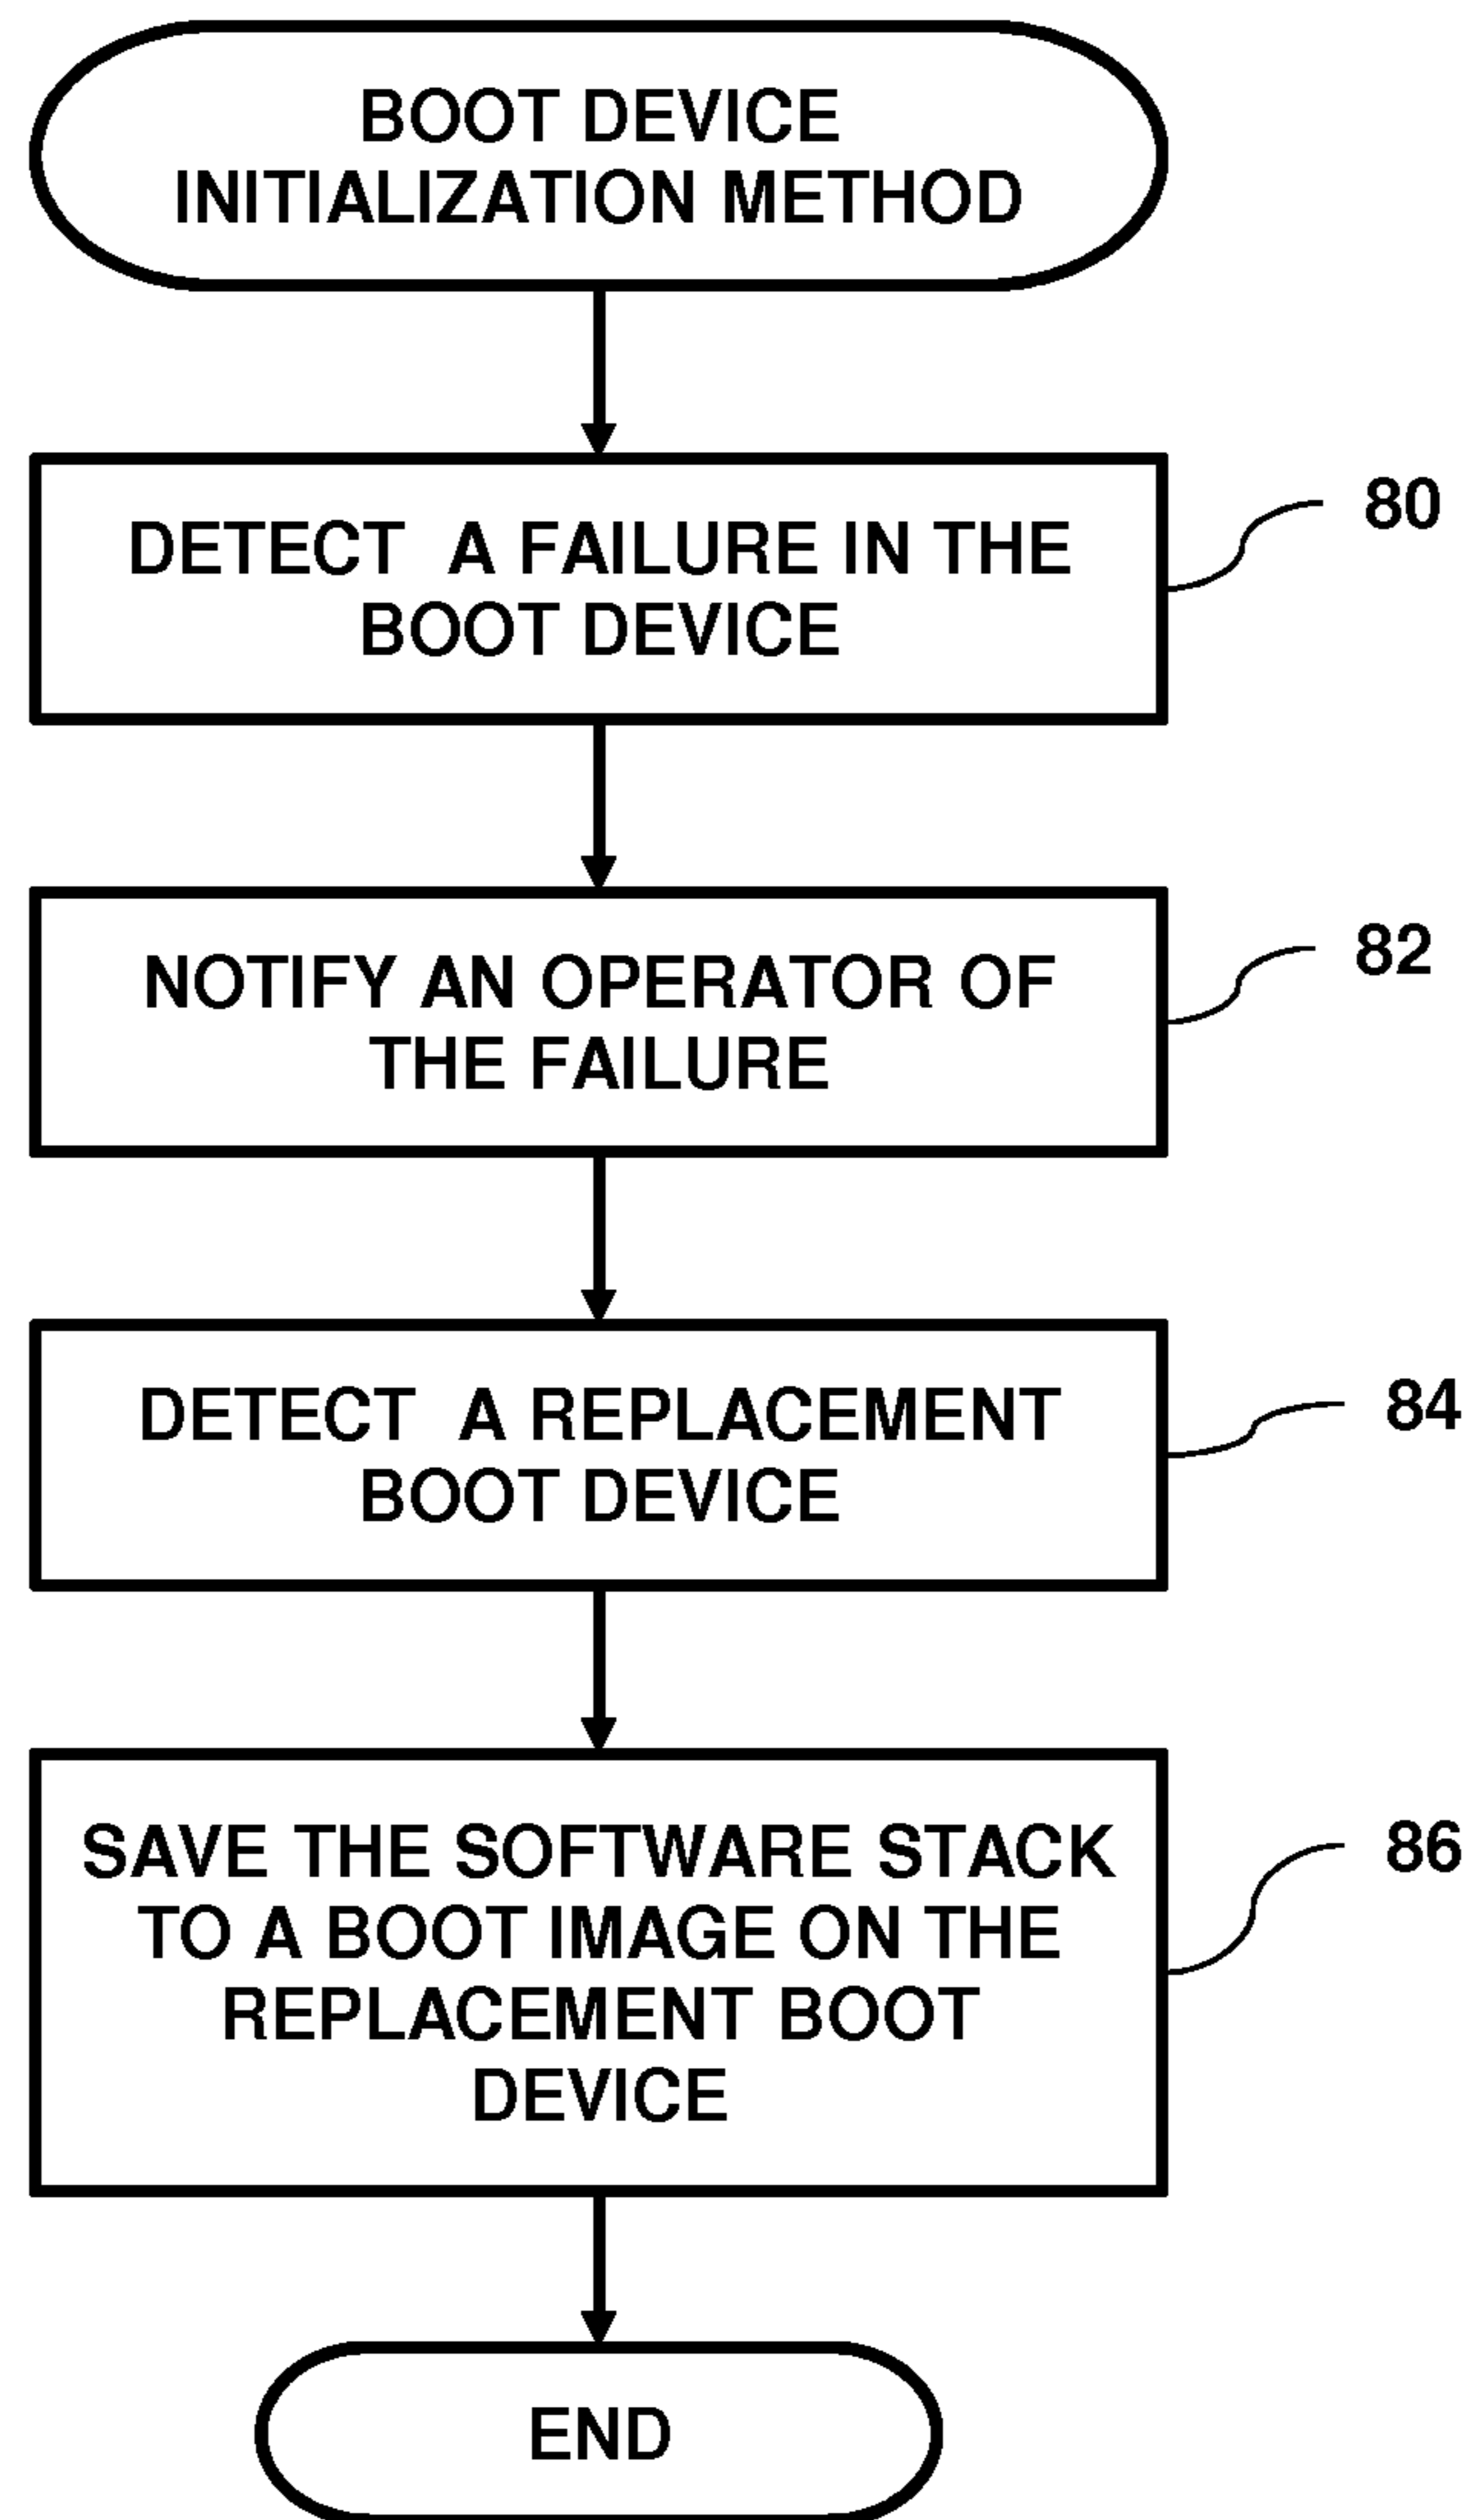 BOOT DEVICE
INITIALIZATION METHOD
DETECT A FAILURE IN THE
BOOT DEVICE
80
NOTIFY AN OPERATOR OF
THE FAILURE
82
DETECT A REPLACEMENT
BOOT DEVICE
84
SAVE THE SOFTWARE STACK
TO A BOOT IMAGE ON THE
REPLACEMENT BOOT
DEVICE
86
END